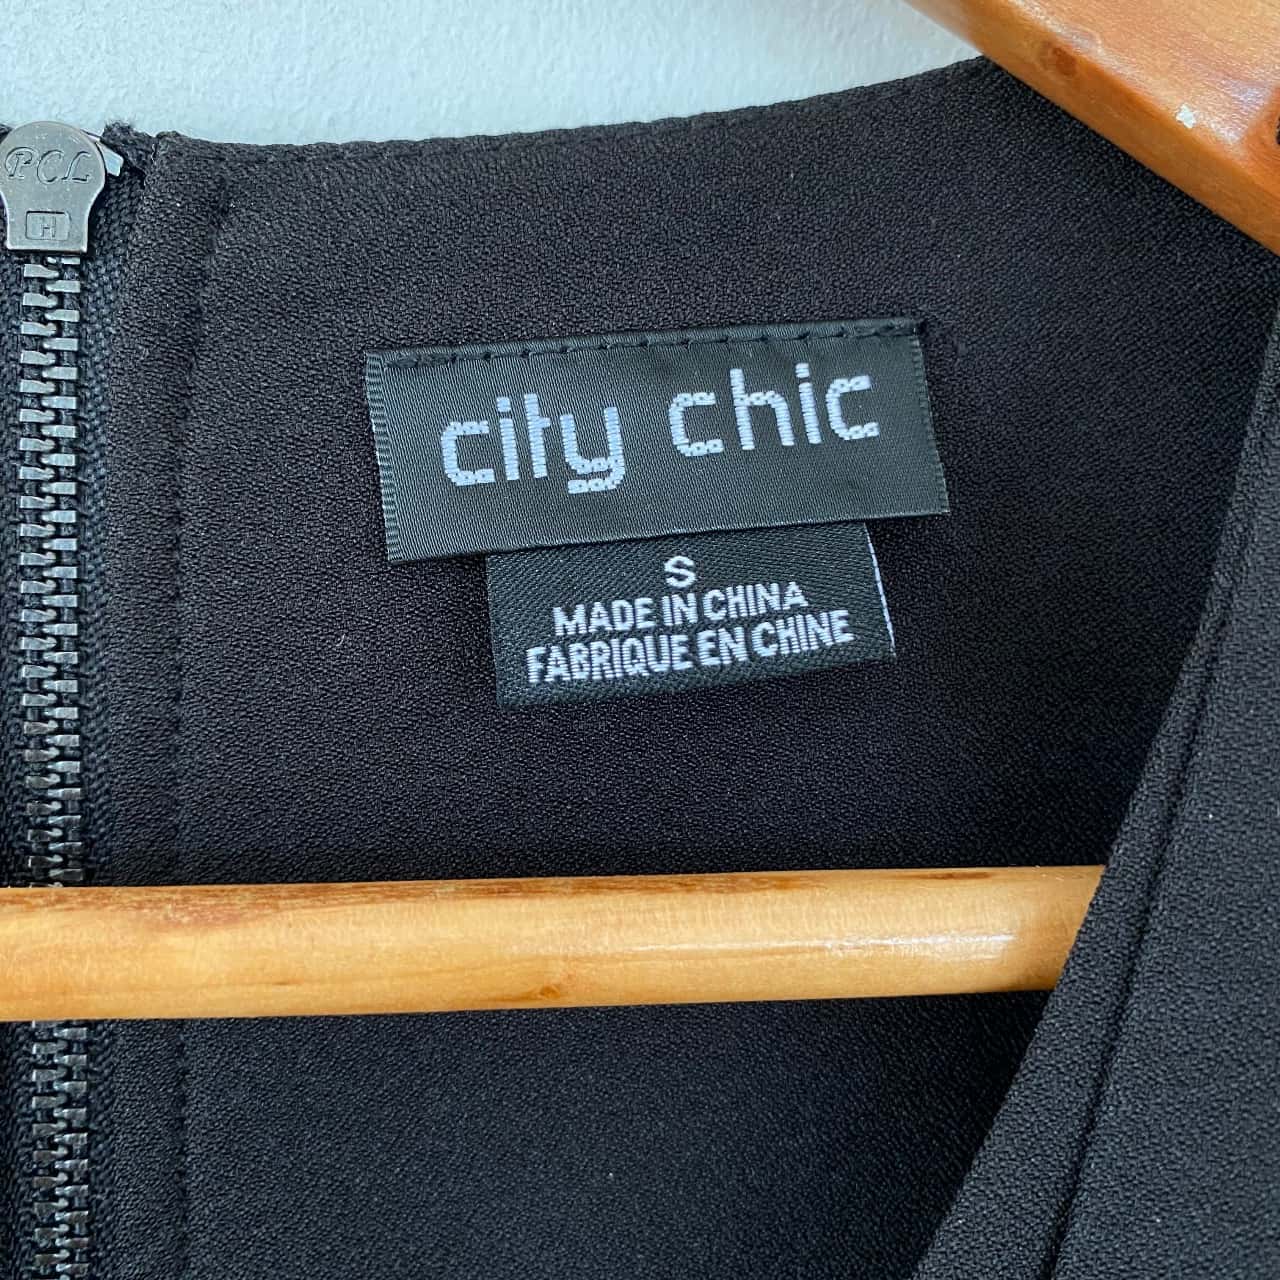 PCL
H
city chic
S
MADE IN CHINA
FABRIQUE EN CHINE